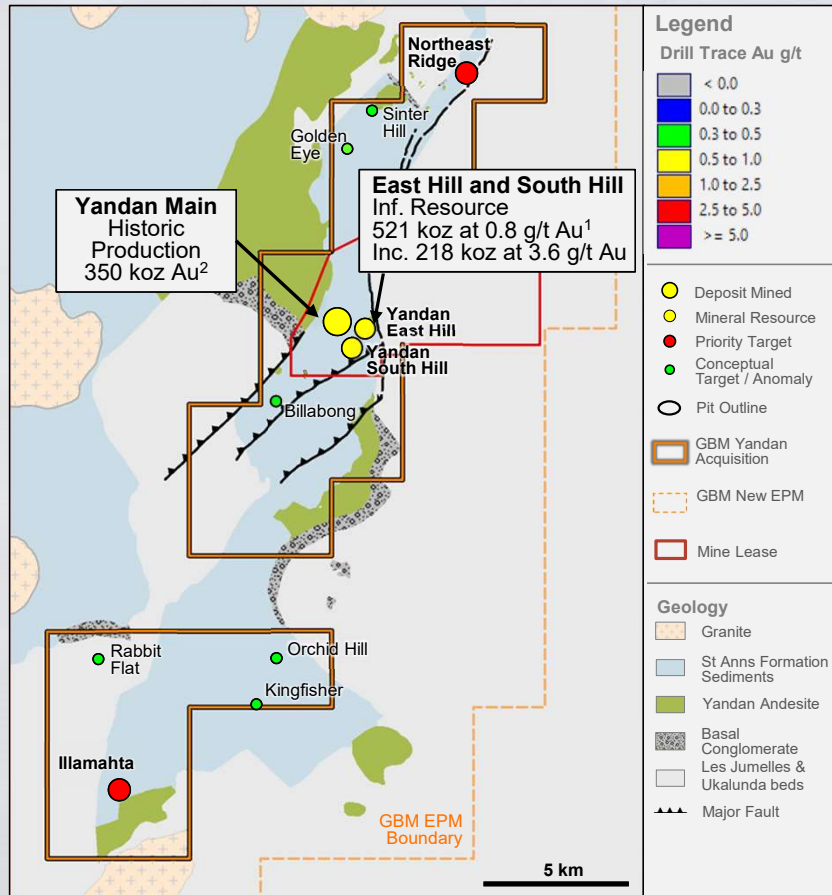 Northeast
Ridge
Sinter
Hill
Golden
Eye
Yandan Main
Historic
Production
350 koz Au²
East Hill and South Hill
Inf. Resource
521 koz at 0.8 g/t Au¹
Inc. 218 koz at 3.6 g/t Au
Yandan
East Hill
Yandan
South Hill
Billabong
Rabbit
Flat
Orchid Hill
Kingfisher
Illamahta
GBM EPM
Boundary
5 km
Legend
Drill Trace Au g/t
< 0.0
0.0 to 0.3
0.3 to 0.5
0.5 to 1.0
1.0 to 2.5
2.5 to 5.0
>= 5.0
Deposit Mined
Mineral Resource
Priority Target
Conceptual
Target / Anomaly
Pit Outline
GBM Yandan
Acquisition
GBM New EPM
Mine Lease
Geology
Granite
St Anns Formation
Sediments
Yandan Andesite
Basal
Conglomerate
Les Jumelles &
Ukalunda beds
Major Fault